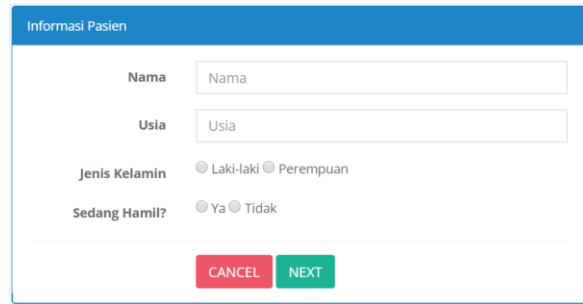 Informasi Pasien
Nama Nama
Usia Usia
Jenis Kelamin Laki-laki Perempuan
Sedang Hamil? Ya Tidak
CANCEL NEXT